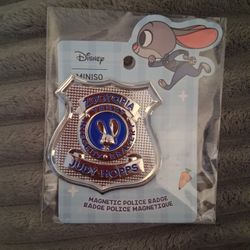 Disney
MINISO
ZOOTOPIA
JUDY HOPPS
MAGNETIC POLICE BADGE
BADGE POLICE MAGNÉTIQUE